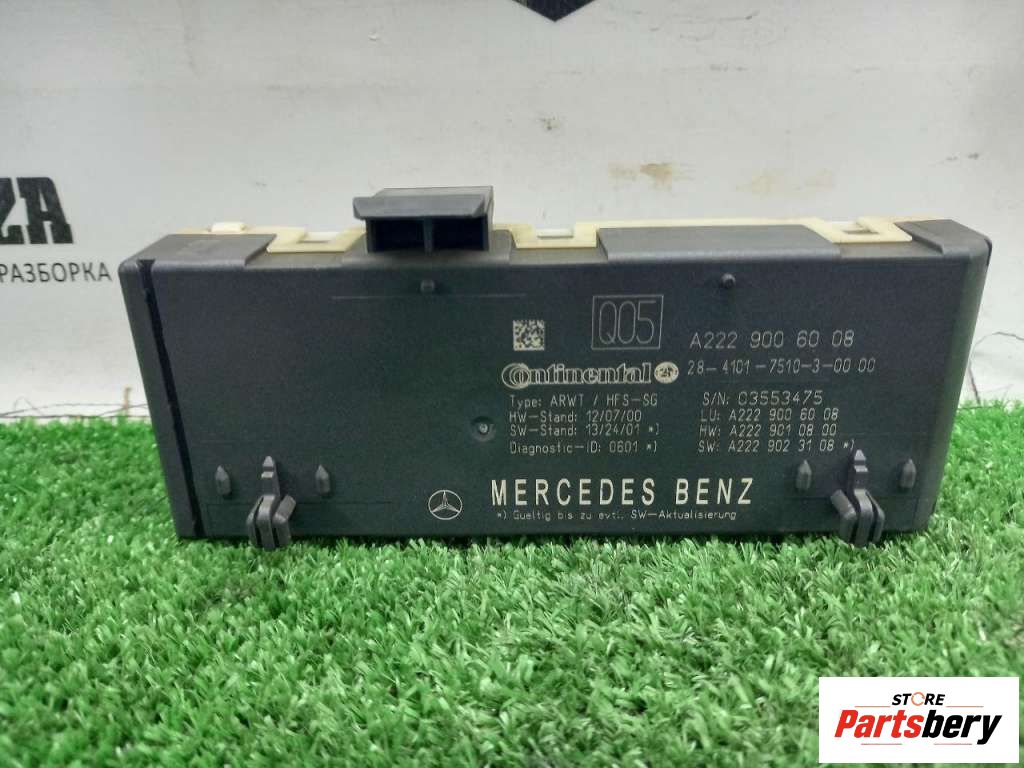 ZA
РАЗБОРКА
Q05
A222 900 60 08
Continental
28-4101-7510-3-00 00
Type: ARWT / HFS-SG
S/N: 03553475
HW-Stand: 12/07/00
LU: A222 900 60 08
SW-Stand: 13/24/01 *)
HW: A222 901 08 00
Diagnostic-ID: 0601 *)
SW: A222 902 31 08 *)
MERCEDES BENZ
*) Gueltig bis zu evtl. SW-Aktualisierung
STORE
Partsbery